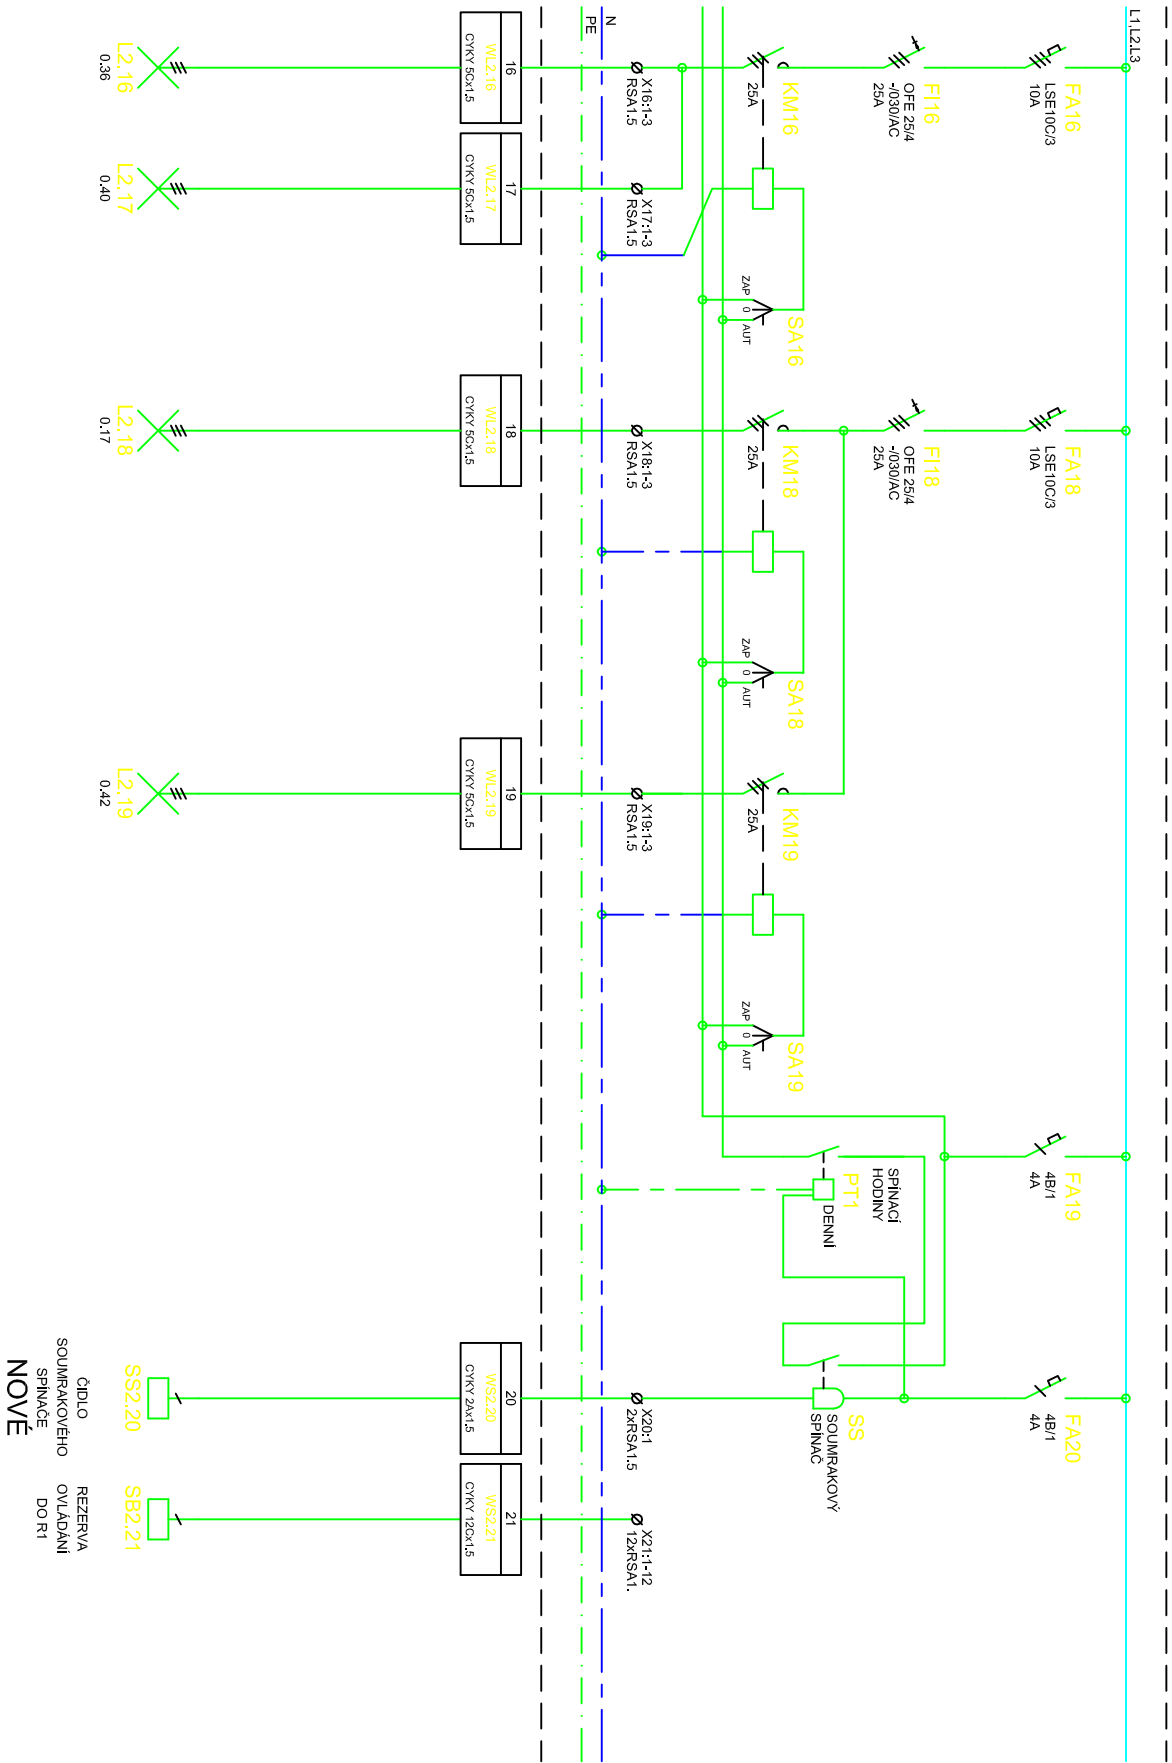 L1,L2,L3
FA16
LSE10C/3
10A
FI16
OFE 25/4
-/030/AC
25A
KM16
25A
SA16
ZAP
0
AUT
X16:1-3
RSA1.5
X17:1-3
RSA1.5
N
PE
16
WL2.16
CYKY 5Cx1.5
17
WL2.17
CYKY 5Cx1.5
L2.16
0.36
L2.17
0.40
FA18
LSE10C/3
10A
FI18
OFE 25/4
-/030/AC
25A
KM18
25A
SA18
ZAP
0
AUT
X18:1-3
RSA1.5
18
WL2.18
CYKY 5Cx1.5
L2.18
0.17
KM19
25A
SA19
ZAP
0
AUT
X19:1-3
RSA1.5
19
WL2.19
CYKY 5Cx1.5
L2.19
0.42
FA19
4B/1
4A
SPÍNACÍ
HODINY
PT1
DENNÍ
FA20
4B/1
4A
SS
SOUMRAKOVÝ
SPÍNAČ
X20:1
2xRSA1.5
20
WS2.20
CYKY 2Ax1.5
SS2.20
ČIDLO
SOUMRAKOVÉHO
SPÍNAČE
NOVÉ
X21:1-12
12xRSA1.
21
WS2.21
CYKY 12Cx1.5
SB2.21
REZERVA
OVLÁDÁNÍ
DO R1